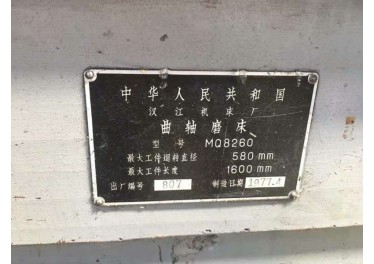 中华人民共和国
汉江机床厂
曲轴磨床
型号 MQ8260
最大工件迴转直径 580 mm
最大工件长度 1600 mm
出厂编号 807 制造日期 1977.4